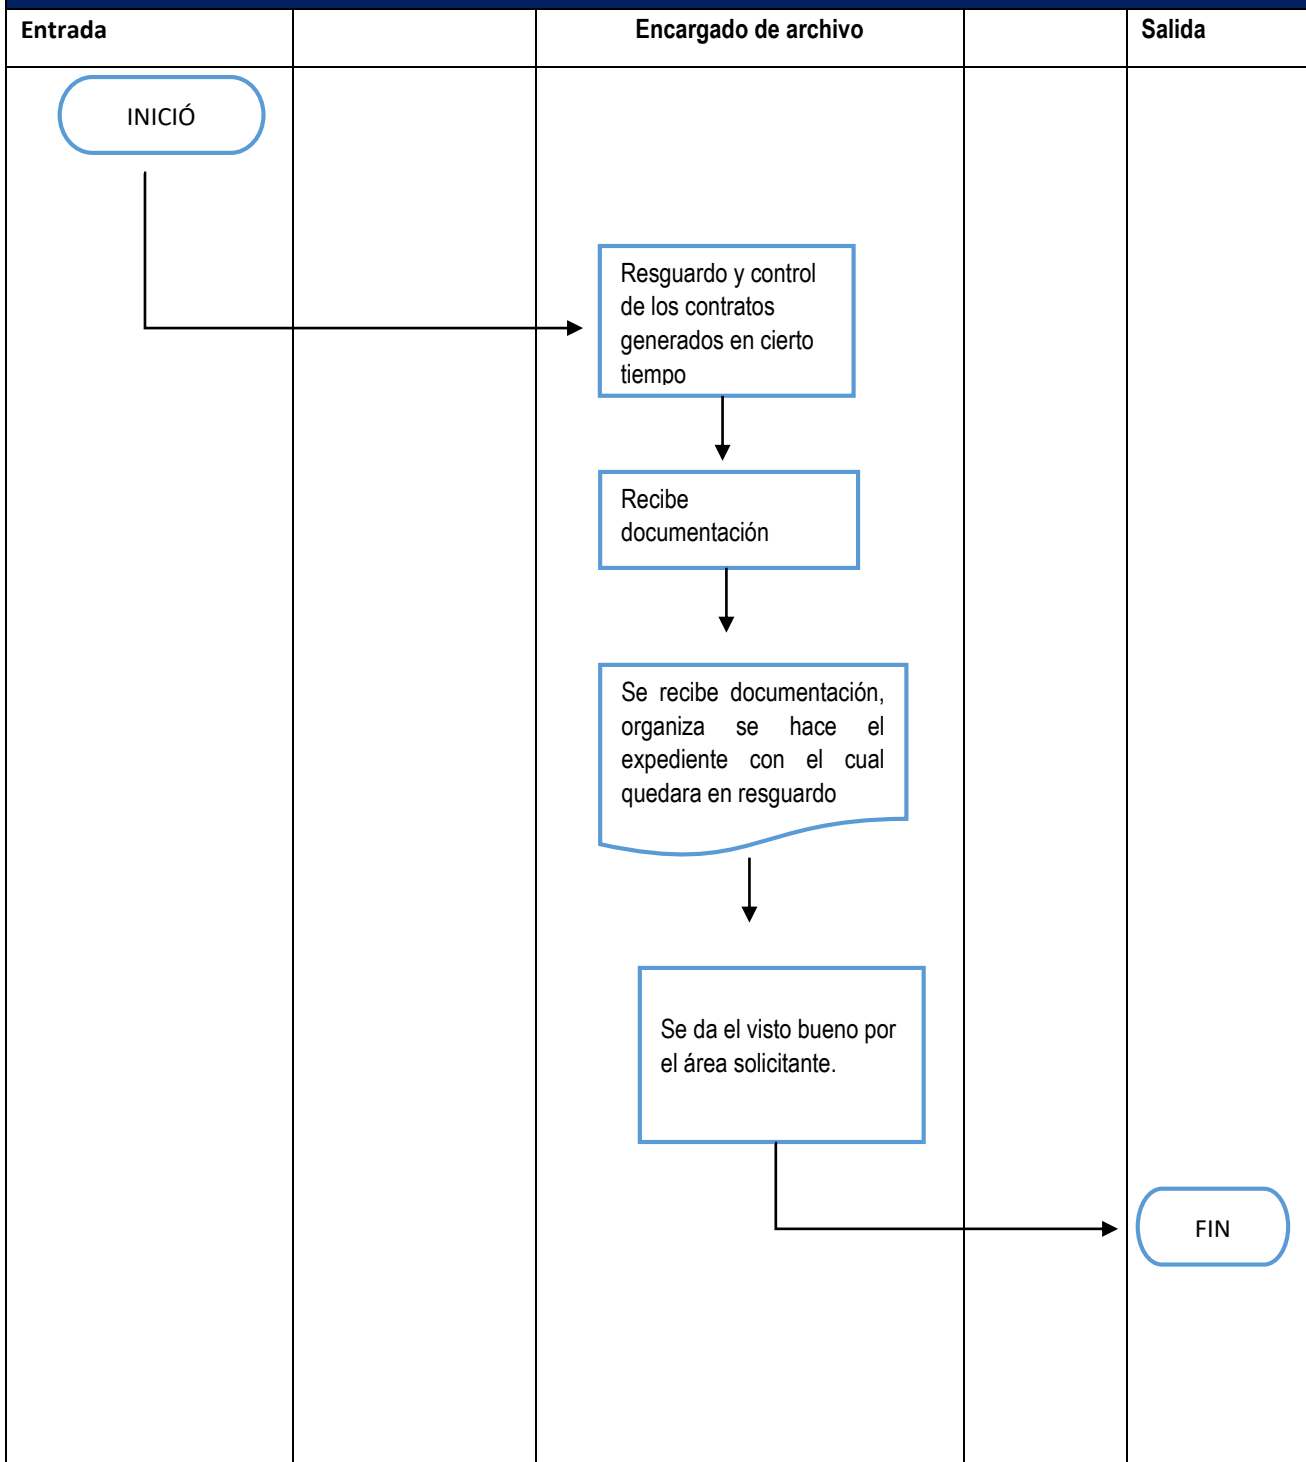 Entrada Encargado de archivo Salida
INICIÓ
Resguardo y control
de los contratos
generados en cierto
tiempo
Recibe
documentación
Se recibe documentación,
organiza se hace el
expediente con el cual
quedara en resguardo
Se da el visto bueno por
el área solicitante.
FIN